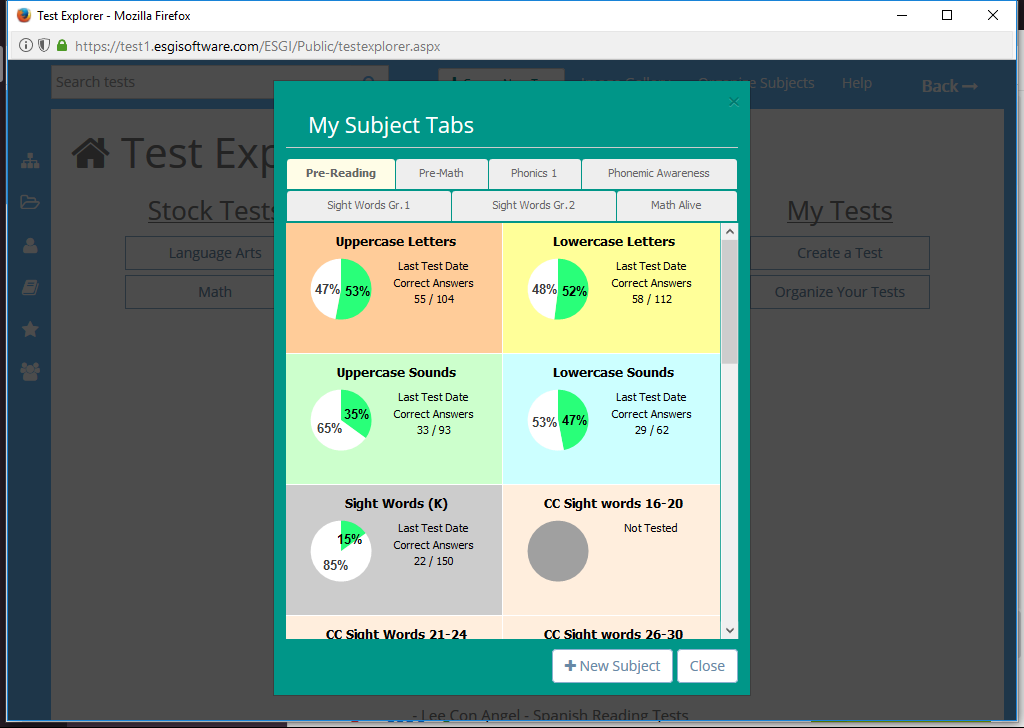 Test Explorer - Mozilla Firefox
https://test1.esgisoftware.com/ESGI/Public/testexplorer.aspx
Search tests
Organize Subjects
Help
Back
My Subject Tabs
Test
Pre-Reading Pre-Math Phonics 1 Phonemic Awareness
Sight Words Gr.1 Sight Words Gr.2 Math Alive
Stock Tests
My Tests
Language Arts
Create a Test
Math
Organize Your Tests
Uppercase Letters
47% 53%
Last Test Date
Correct Answers
55 / 104
Lowercase Letters
48% 52%
Last Test Date
Correct Answers
58 / 112
Uppercase Sounds
35%
65%
Last Test Date
Correct Answers
33 / 93
Lowercase Sounds
53% 47%
Last Test Date
Correct Answers
29 / 62
Sight Words (K)
15%
85%
Last Test Date
Correct Answers
22 / 150
CC Sight words 16-20
Not Tested
CC Sight Words 21-24
CC Sight words 26-30
New Subject
Close
- Lee Con Angel - Spanish Reading Tests